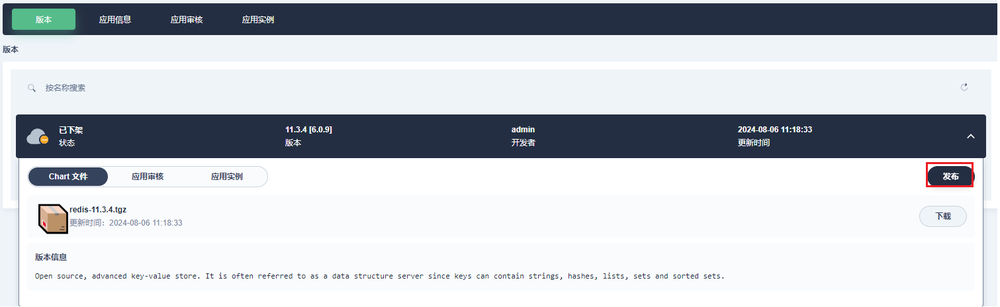 版本 应用信息 应用审核 应用实例
版本
按名称搜索
已下架 11.3.4 [6.0.9] admin 2024-08-06 11:18:33
状态 版本 开发者 更新时间
Chart 文件 应用审核 应用实例 发布
redis-11.3.4.tgz
更新时间：2024-08-06 11:18:33 下载
版本信息
Open source, advanced key-value store. It is often referred to as a data structure server since keys can contain strings, hashes, lists, sets and sorted sets.